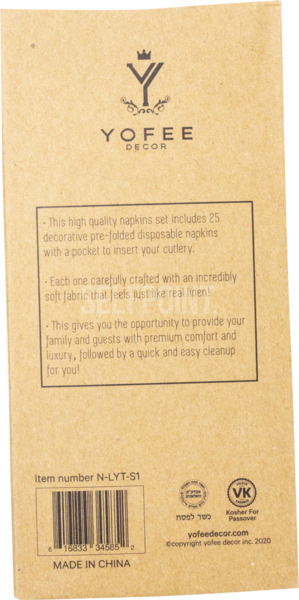 YOFEE
DECOR
• This high quality napkins set includes 25
decorative pre-folded disposable napkins
with a pocket to insert your cutlery.
• Each one carefully crafted with an incredibly
soft fabric that feels just like real linen!
• This gives you the opportunity to provide your
family and guests with premium comfort and
luxury, followed by a quick and easy cleanup
for you!
Item number N-LYT-S1
6 16833 34585 2
MADE IN CHINA
כשר לפסח
VK
Kosher For
Passover
yofeedecor.com
©copyright yofee decor inc. 2020